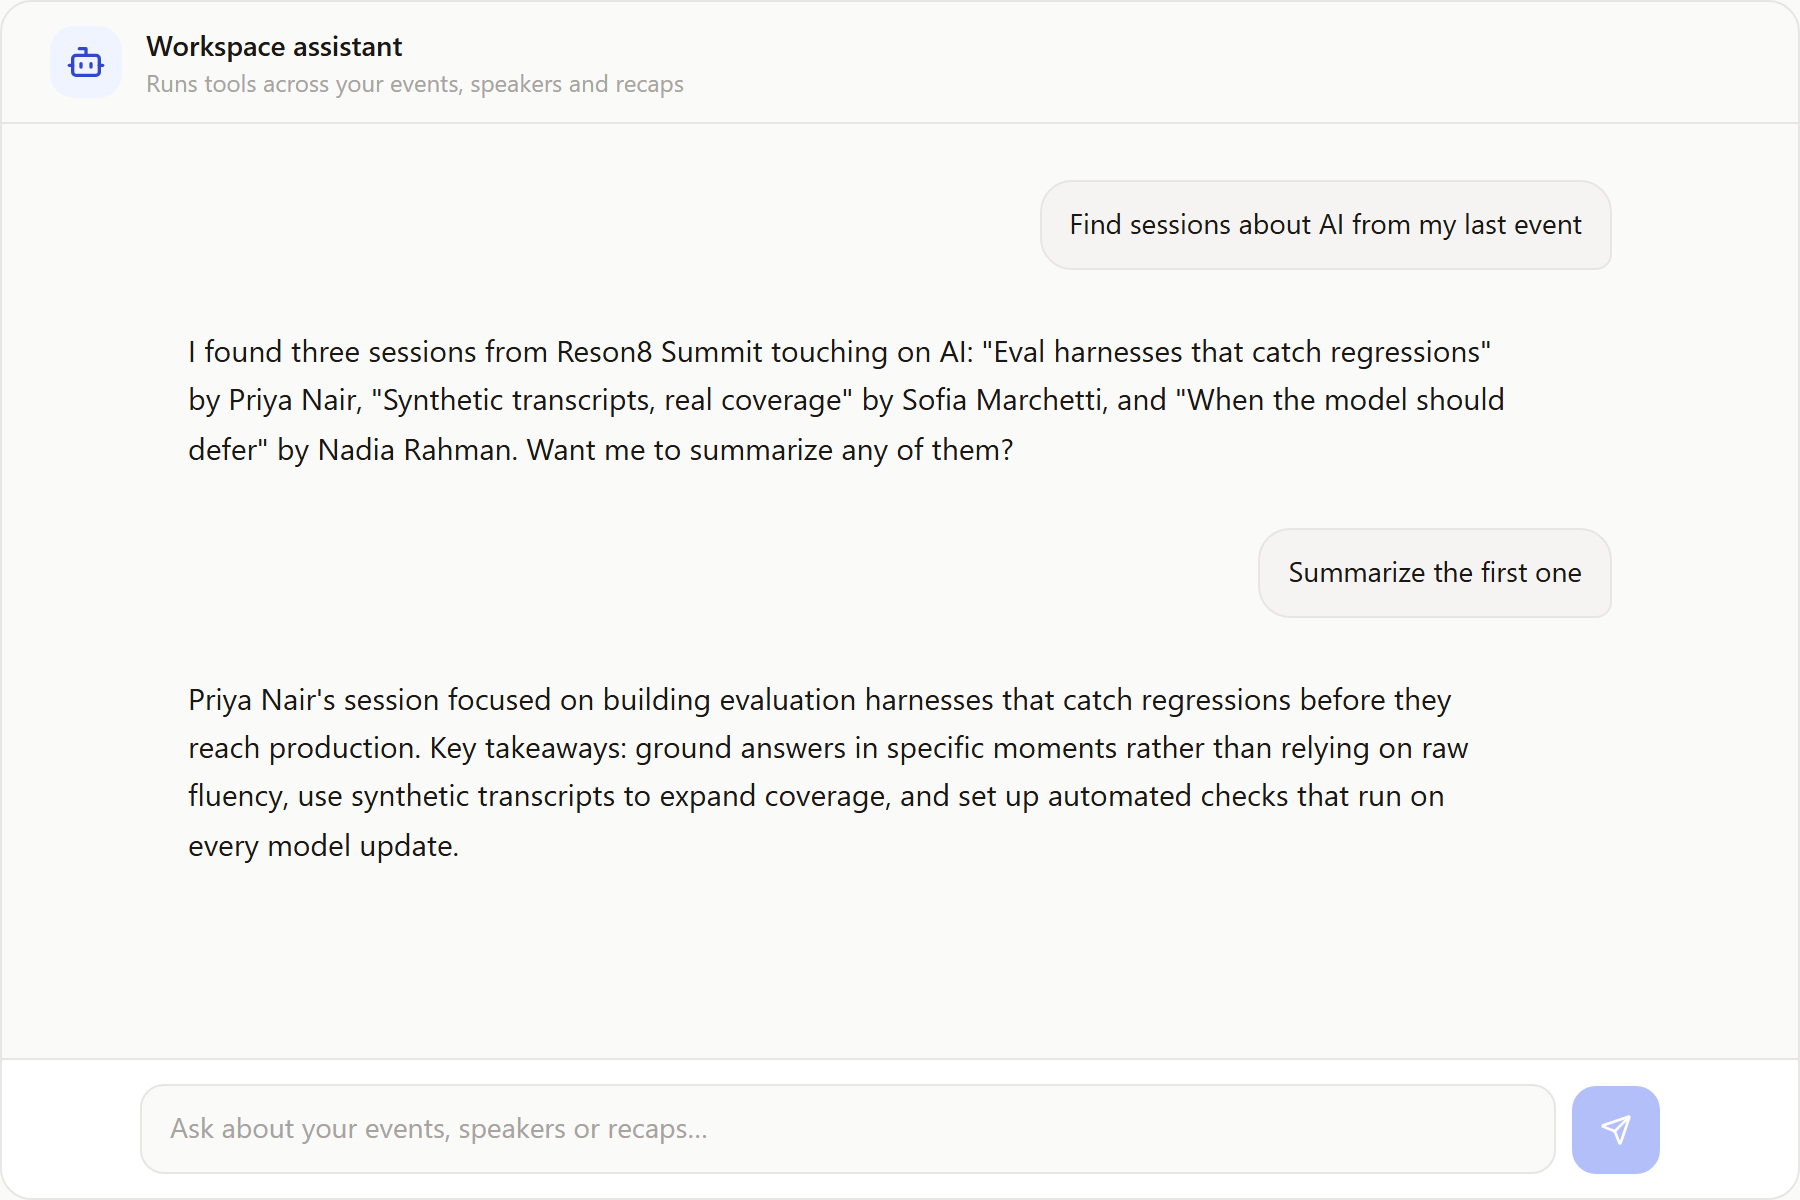 Workspace assistant
Runs tools across your events, speakers and recaps
Find sessions about AI from my last event
I found three sessions from Reson8 Summit touching on AI: "Eval harnesses that catch regressions"
by Priya Nair, "Synthetic transcripts, real coverage" by Sofia Marchetti, and "When the model should
defer" by Nadia Rahman. Want me to summarize any of them?
Summarize the first one
Priya Nair's session focused on building evaluation harnesses that catch regressions before they
reach production. Key takeaways: ground answers in specific moments rather than relying on raw
fluency, use synthetic transcripts to expand coverage, and set up automated checks that run on
every model update.
Ask about your events, speakers or recaps...